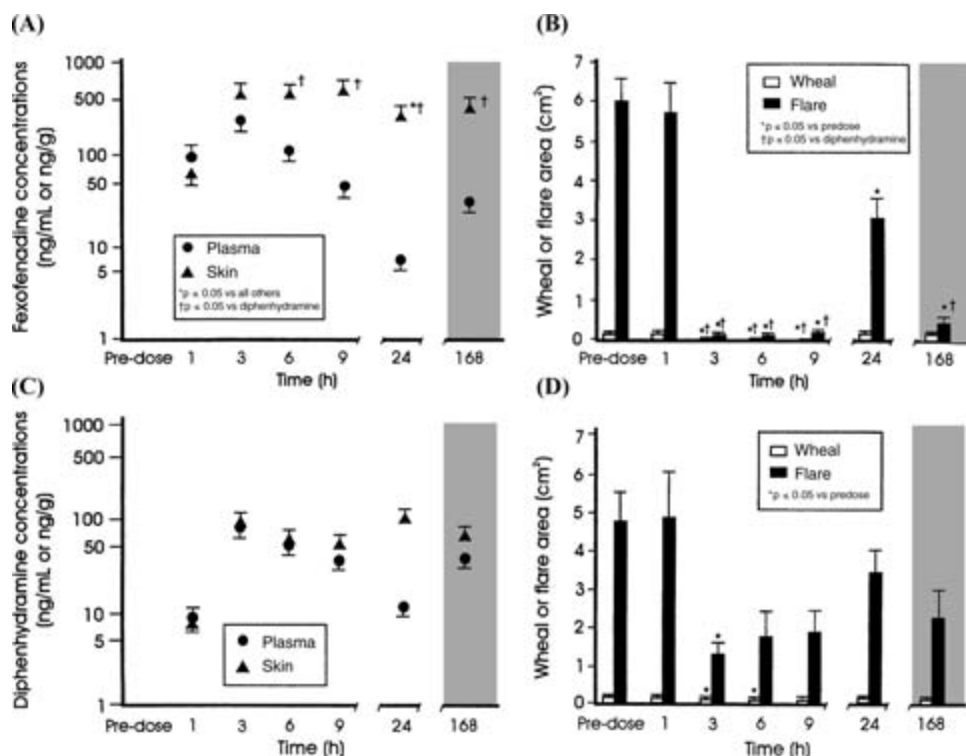 (A)
Fexofenadine concentrations
(ng/mL or ng/g)
1000
500
100
50
10
5
1
Plasma
Skin
*p ≤ 0.05 vs all others
†p ≤ 0.05 vs diphenhydramine
†
†
*†
†
Pre-dose 1 3 6 9 24 168
Time (h)
(B)
Wheal or flare area (cm²)
7
6
5
4
3
2
1
0
Wheal
Flare
*p ≤ 0.05 vs predose
†p ≤ 0.05 vs diphenhydramine
*† *† *† *† *† *† * *†
Pre-dose 1 3 6 9 24 168
Time (h)
(C)
Diphenhydramine concentrations
(ng/mL or ng/g)
1000
500
100
50
10
5
1
Plasma
Skin
Pre-dose 1 3 6 9 24 168
Time (h)
(D)
Wheal or flare area (cm²)
7
6
5
4
3
2
1
0
Wheal
Flare
*p ≤ 0.05 vs predose
* * *
Pre-dose 1 3 6 9 24 168
Time (h)